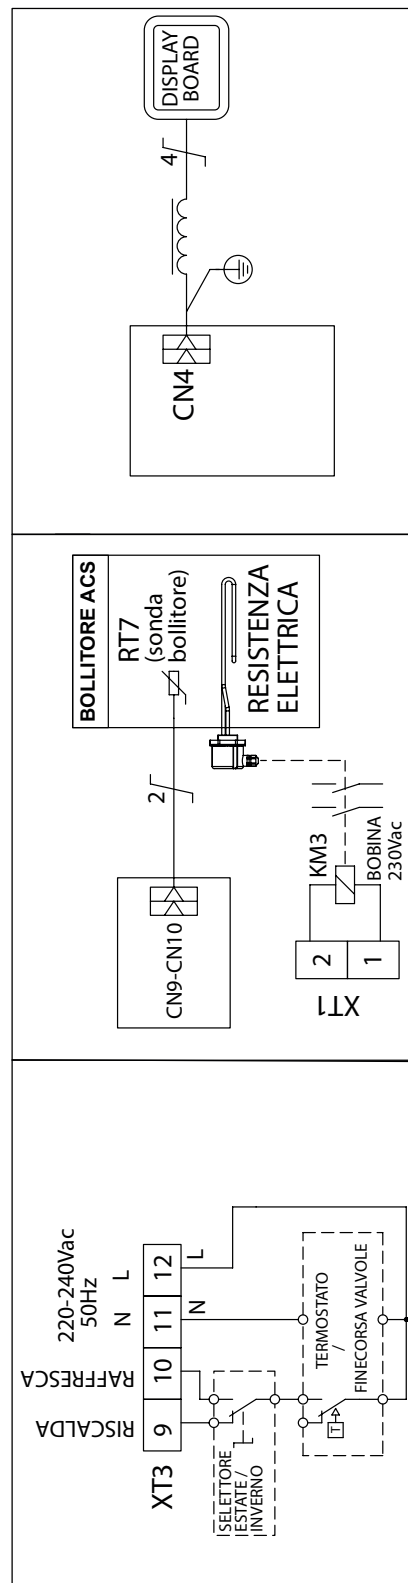 220-240Vac
50Hz
RISCALDA
RAFFRESCA
N
L
XT3
9
10
11
12
N
L
SELETTORE
ESTATE /
INVERNO
TERMOSTATO
/
FINECORSA VALVOLE
T
BOLLITORE ACS
RT7
(sonda
bollitore)
2
CN9-CN10
RESISTENZA
ELETTRICA
XT1
2
1
KM3
BOBINA
230Vac
DISPLAY
BOARD
4
CN4